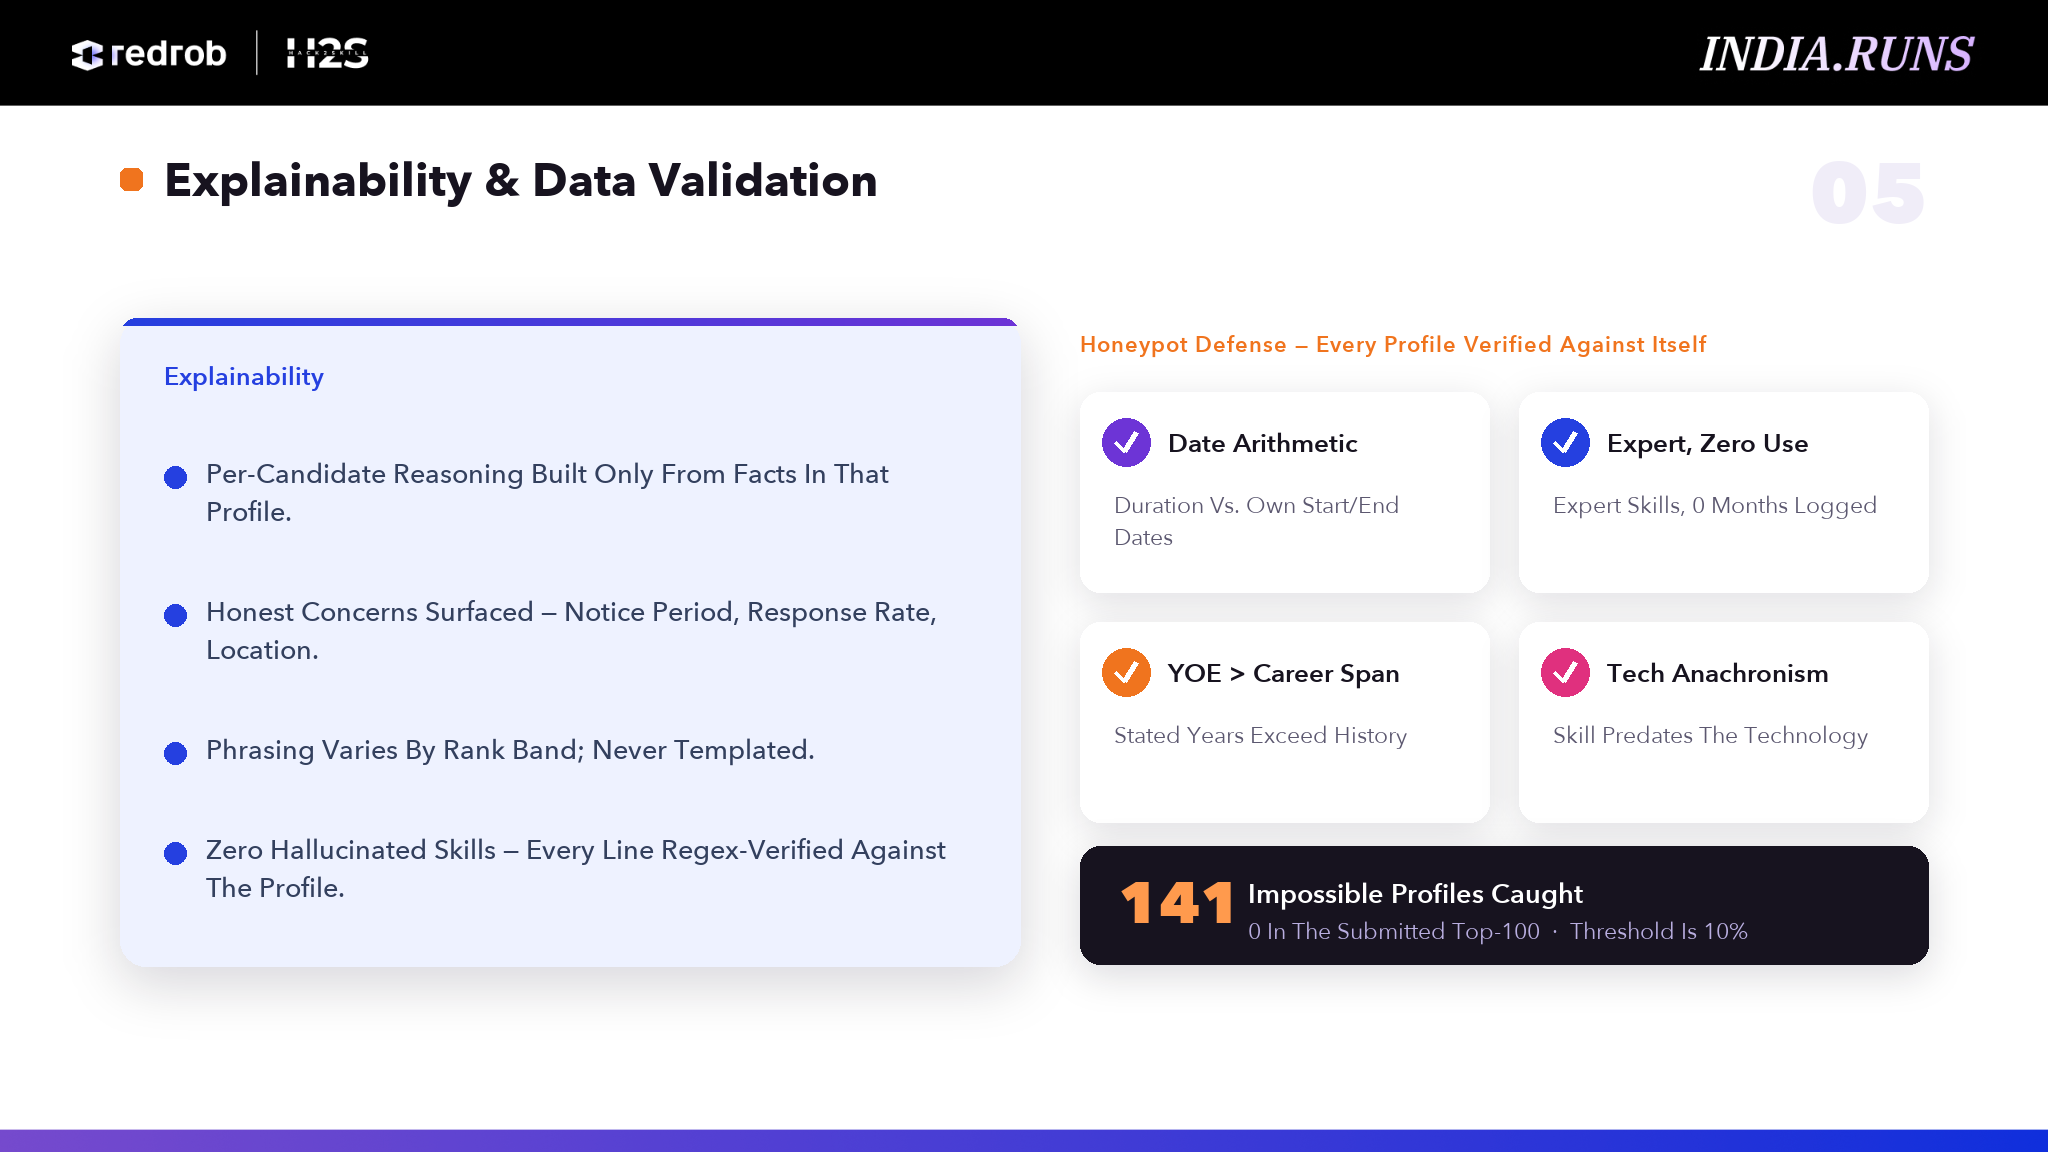 redrob
H2S
HACK2SKILL
INDIA.RUNS
Explainability & Data Validation
05
Explainability
Per-Candidate Reasoning Built Only From Facts In That
Profile.
Honest Concerns Surfaced – Notice Period, Response Rate,
Location.
Phrasing Varies By Rank Band; Never Templated.
Zero Hallucinated Skills – Every Line Regex-Verified Against
The Profile.
Honeypot Defense – Every Profile Verified Against Itself
Date Arithmetic
Duration Vs. Own Start/End
Dates
Expert, Zero Use
Expert Skills, 0 Months Logged
YOE > Career Span
Stated Years Exceed History
Tech Anachronism
Skill Predates The Technology
141
Impossible Profiles Caught
0 In The Submitted Top-100 · Threshold Is 10%